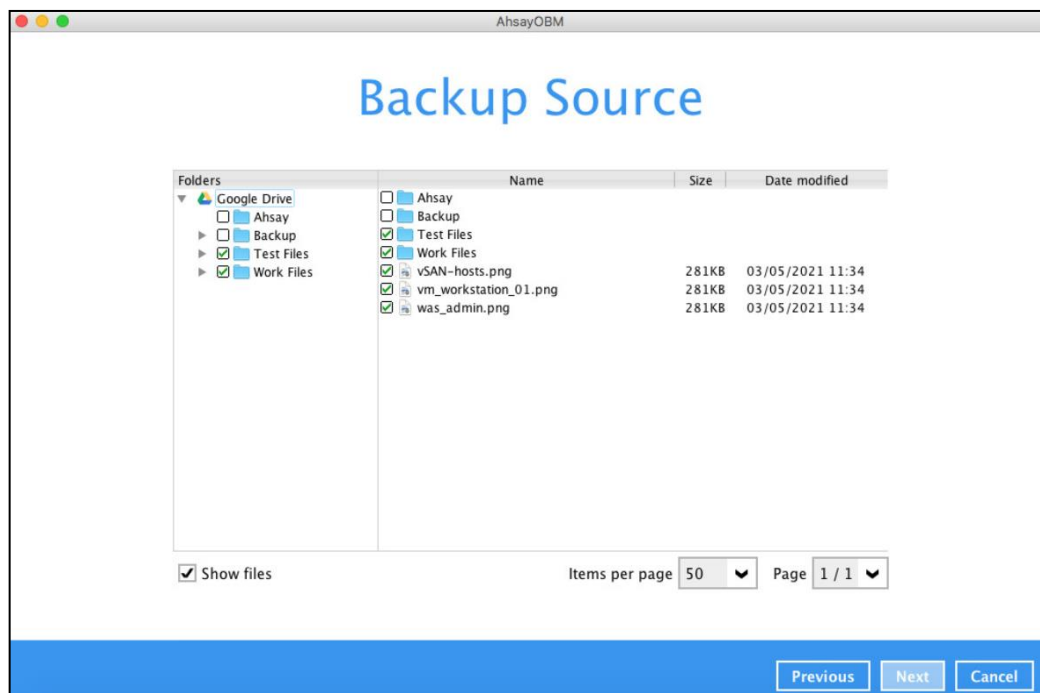 AhsayOBM
Backup Source
Folders
Name Size Date modified
Google Drive
Ahsay
Backup
Test Files
Work Files
Ahsay
Backup
Test Files
Work Files
vSAN-hosts.png 281KB 03/05/2021 11:34
vm_workstation_01.png 281KB 03/05/2021 11:34
was_admin.png 281KB 03/05/2021 11:34
Show files
Items per page 50 Page 1 / 1
Previous Next Cancel